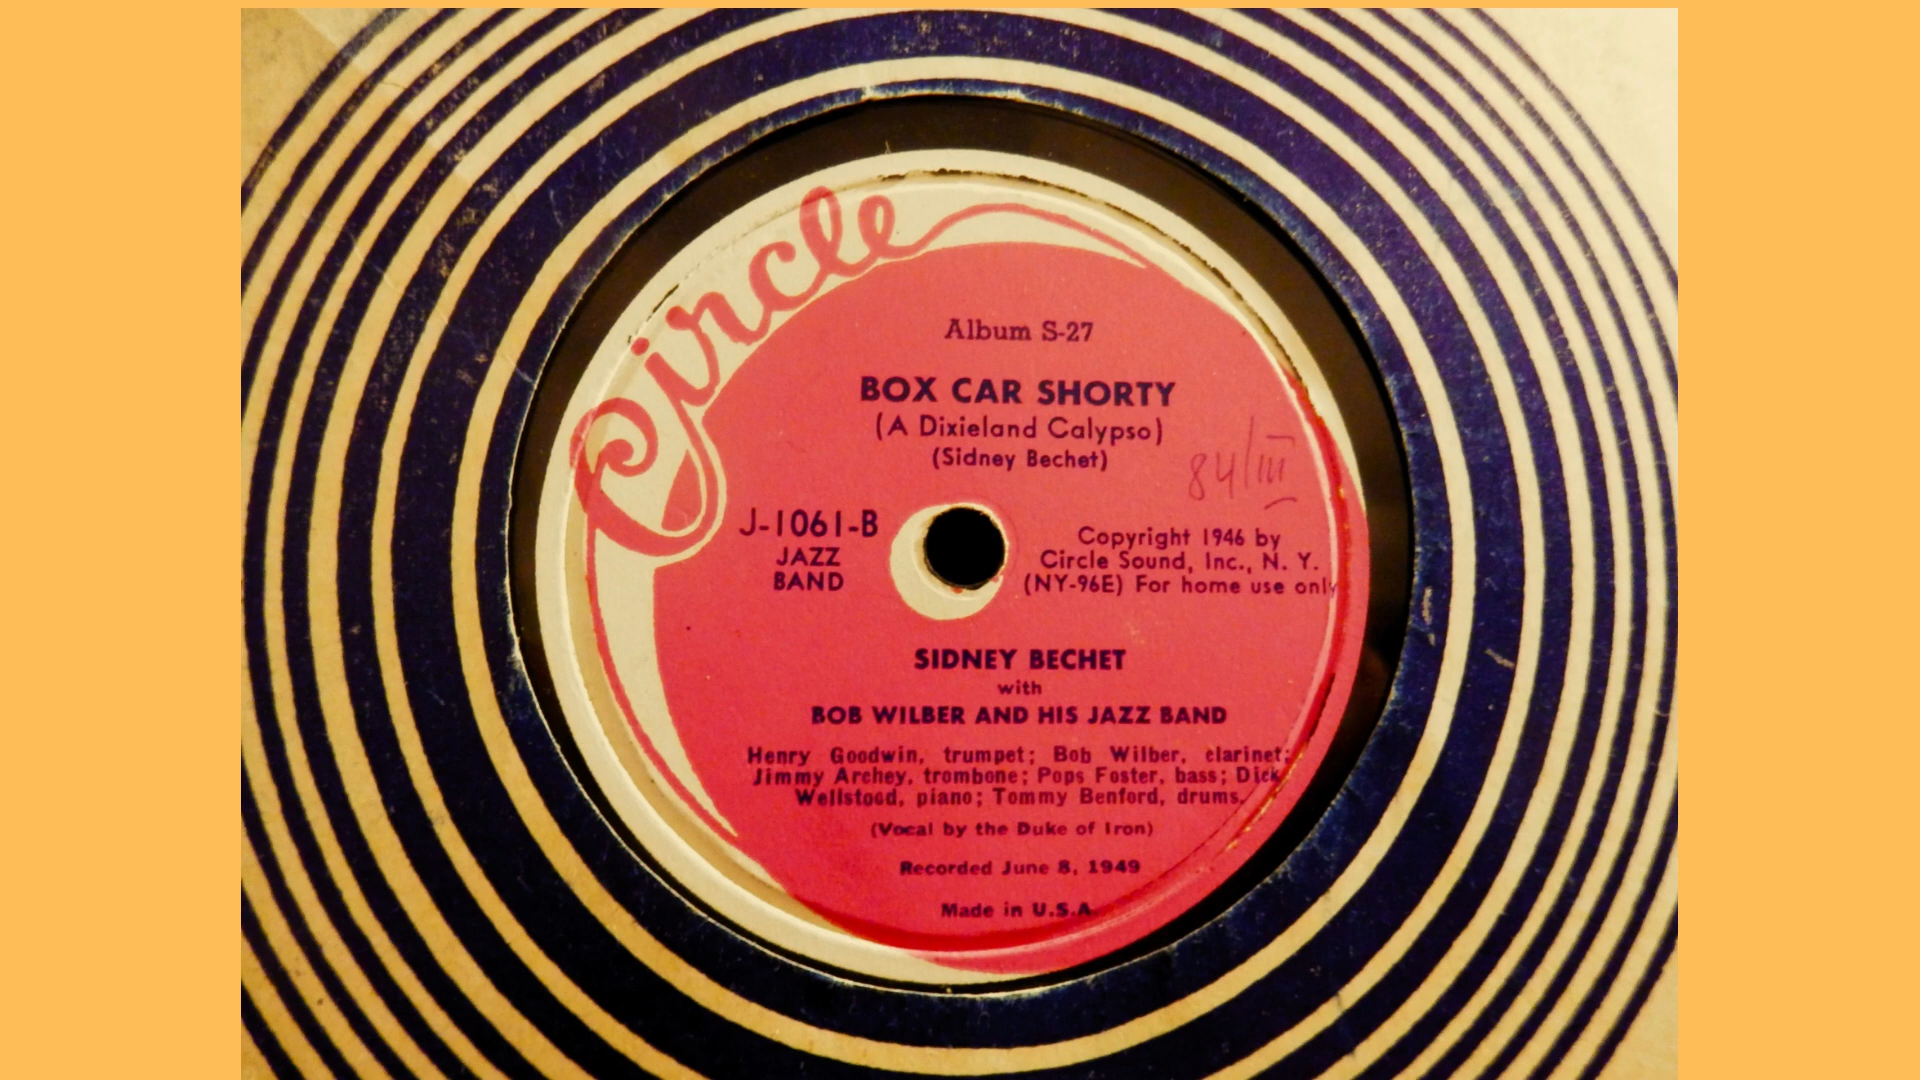 Circle
Album S-27
BOX CAR SHORTY
(A Dixieland Calypso)
(Sidney Bechet)
84/III
J-1061-B
JAZZ
BAND
Copyright 1946 by
Circle Sound, Inc., N. Y.
(NY-96E) For home use only
SIDNEY BECHET
with
BOB WILBER AND HIS JAZZ BAND
Henry Goodwin, trumpet; Bob Wilber, clarinet;
Jimmy Archey, trombone; Pops Foster, bass; Dick
Wellstood, piano; Tommy Benford, drums.
(Vocal by the Duke of Iron)
Recorded June 8, 1949
Made in U.S.A.